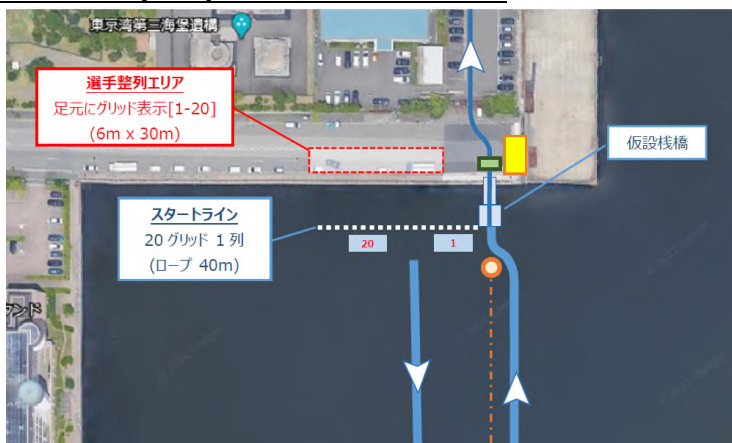 東京湾第二海堡遺構
選手整列エリア
足元にグリッド表示[1-20]
(6m x 30m)
仮設桟橋
スタートライン
20 グリッド 1 列
(ロープ 40m)
20
1
ウンド